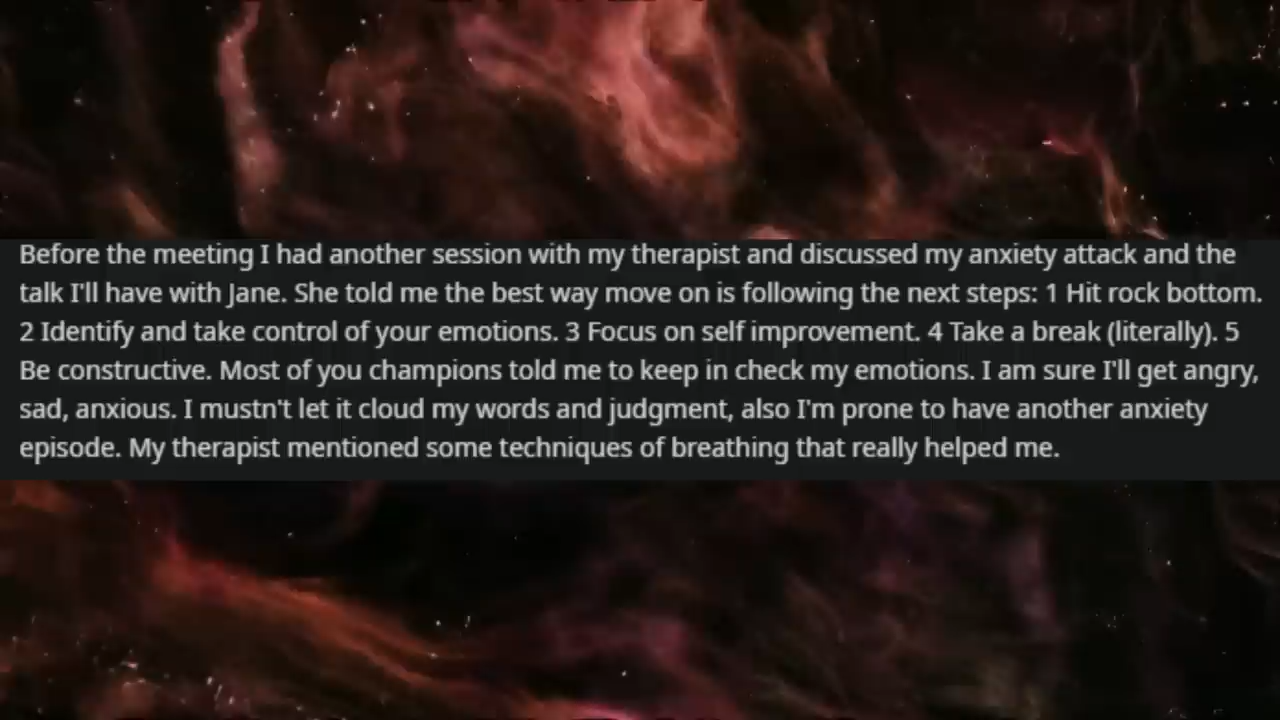 Before the meeting I had another session with my therapist and discussed my anxiety attack and the
talk I'll have with Jane. She told me the best way move on is following the next steps: 1 Hit rock bottom.
2 Identify and take control of your emotions. 3 Focus on self improvement. 4 Take a break (literally). 5
Be constructive. Most of you champions told me to keep in check my emotions. I am sure I'll get angry,
sad, anxious. I mustn't let it cloud my words and judgment, also I'm prone to have another anxiety
episode. My therapist mentioned some techniques of breathing that really helped me.